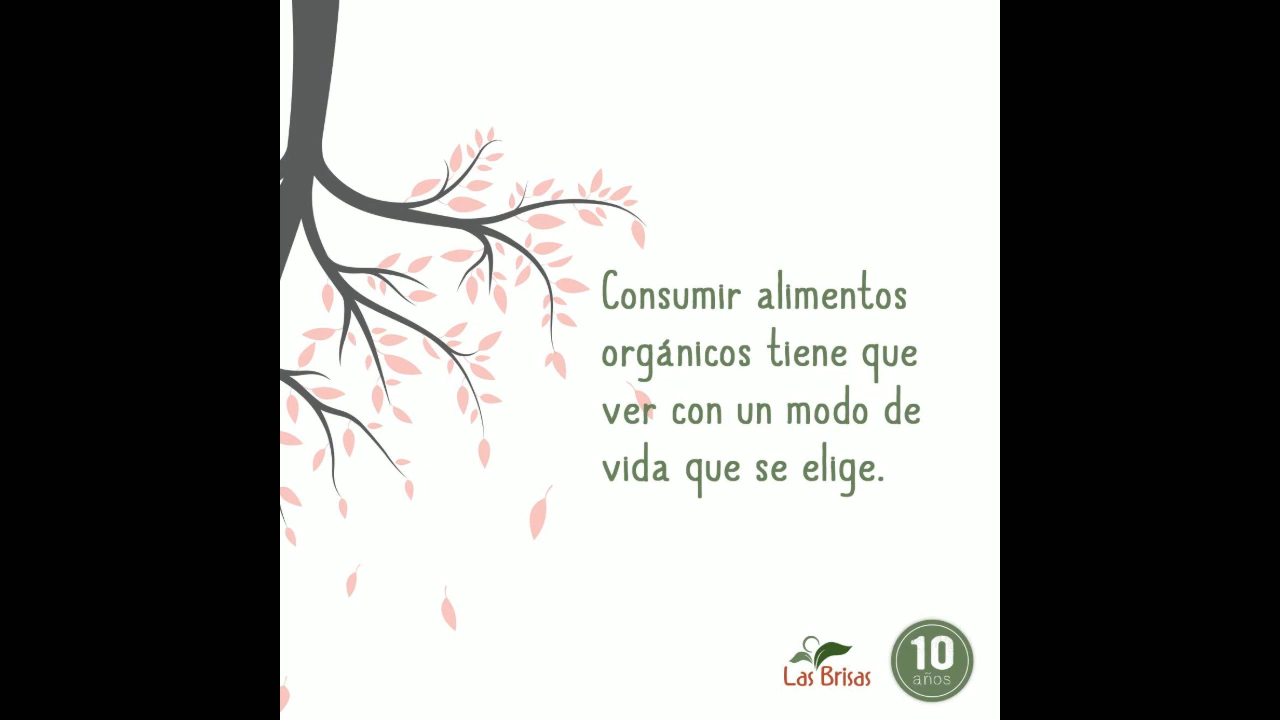 Consumir alimentos
orgánicos tiene que
ver con un modo de
vida que se elige.
Las Brisas
10
años